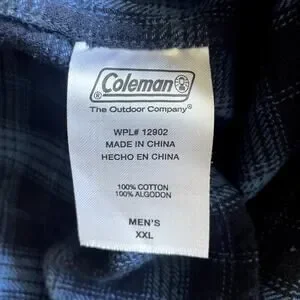 Coleman®
The Outdoor Company®
WPL# 12902
MADE IN CHINA
HECHO EN CHINA
100% COTTON
100% ALGODON
MEN'S
XXL